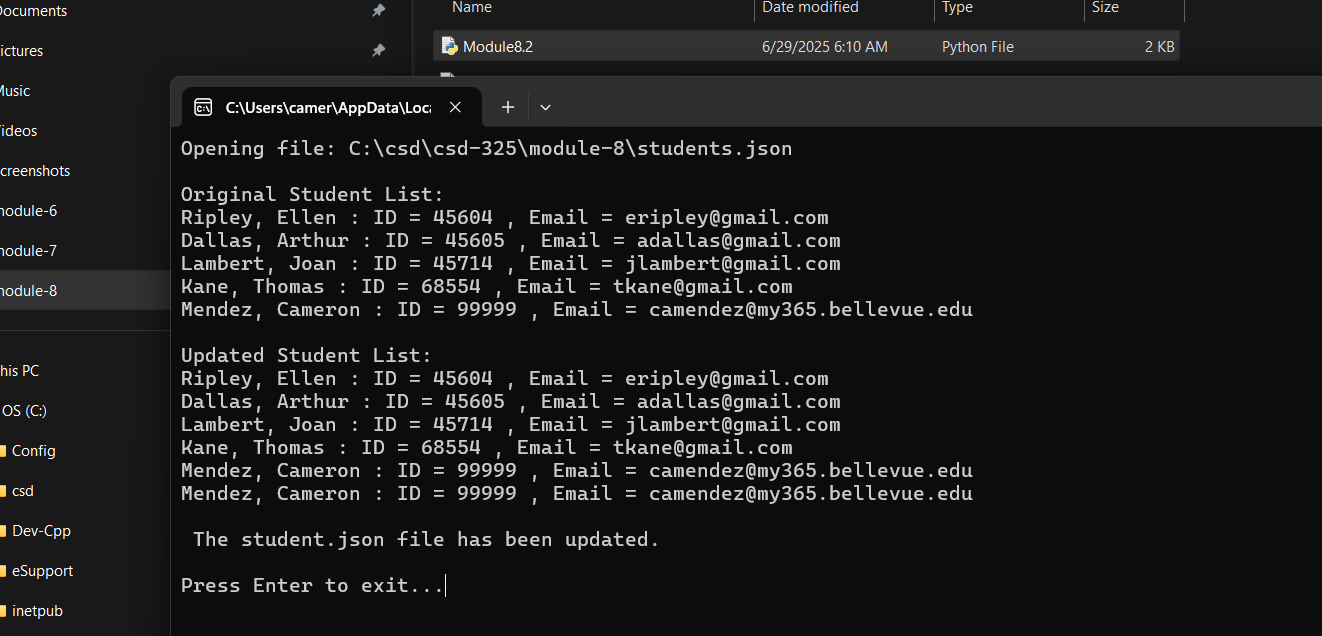 Documents
Pictures
Music
Videos
Screenshots
module-6
module-7
module-8
This PC
OS (C:)
Config
csd
Dev-Cpp
eSupport
inetpub
Name Date modified Type Size
Module8.2 6/29/2025 6:10 AM Python File 2 KB
C:\Users\camer\AppData\Loca
Opening file: C:\csd\csd-325\module-8\students.json
Original Student List:
Ripley, Ellen : ID = 45604 , Email = eripley@gmail.com
Dallas, Arthur : ID = 45605 , Email = adallas@gmail.com
Lambert, Joan : ID = 45714 , Email = jlambert@gmail.com
Kane, Thomas : ID = 68554 , Email = tkane@gmail.com
Mendez, Cameron : ID = 99999 , Email = camendez@my365.bellevue.edu
Updated Student List:
Ripley, Ellen : ID = 45604 , Email = eripley@gmail.com
Dallas, Arthur : ID = 45605 , Email = adallas@gmail.com
Lambert, Joan : ID = 45714 , Email = jlambert@gmail.com
Kane, Thomas : ID = 68554 , Email = tkane@gmail.com
Mendez, Cameron : ID = 99999 , Email = camendez@my365.bellevue.edu
Mendez, Cameron : ID = 99999 , Email = camendez@my365.bellevue.edu
The student.json file has been updated.
Press Enter to exit...